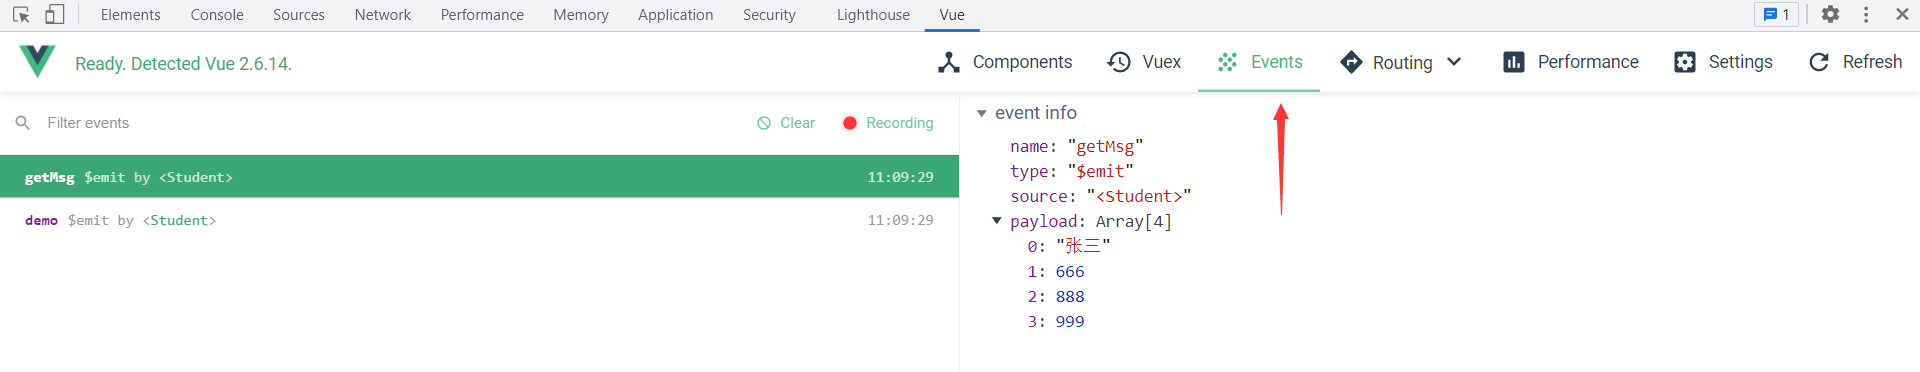 Elements Console Sources Network Performance Memory Application Security Lighthouse Vue 1
Ready. Detected Vue 2.6.14.
Components Vuex Events Routing Performance Settings Refresh
Filter events Clear Recording
getMsg $emit by <Student> 11:09:29
demo $emit by <Student> 11:09:29
event info
name: "getMsg"
type: "$emit"
source: "<Student>"
payload: Array[4]
0: "张三"
1: 666
2: 888
3: 999